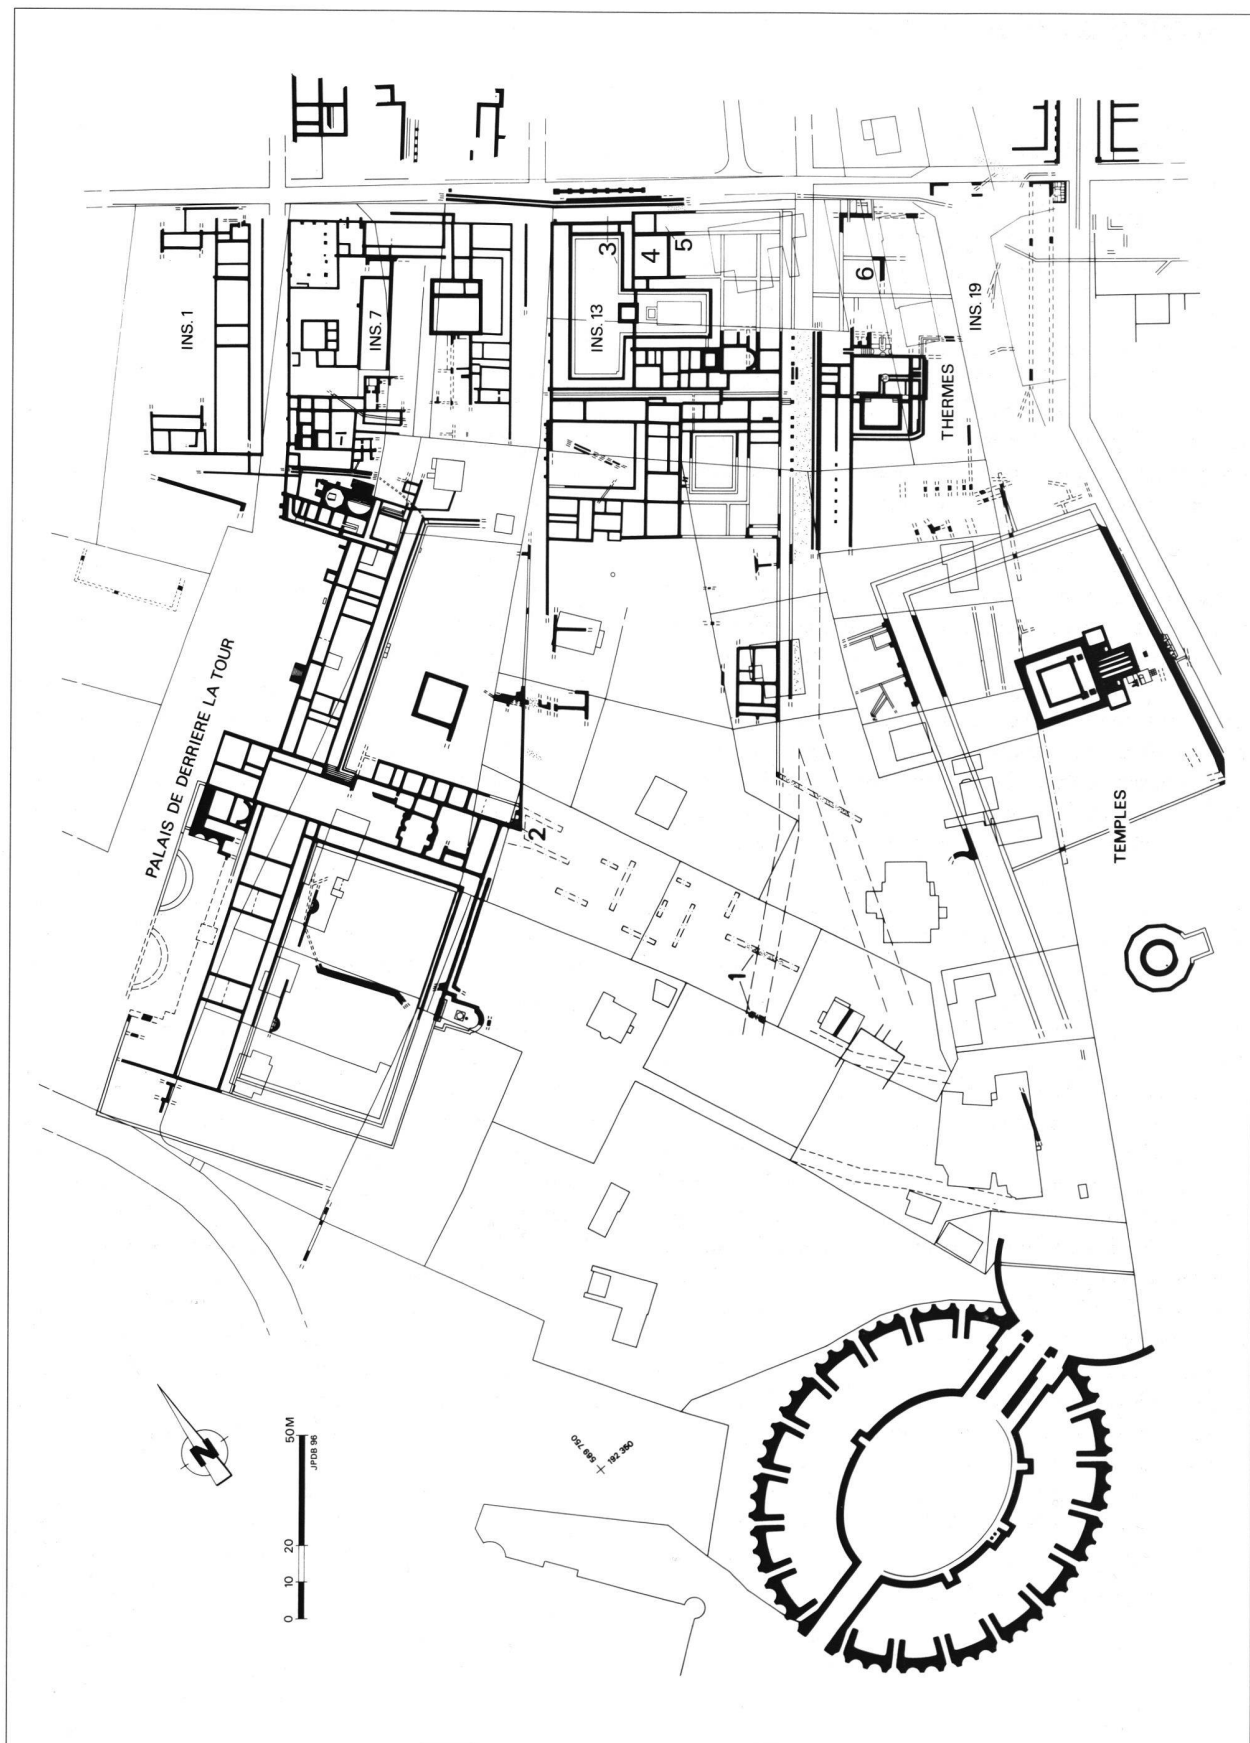 INS. 1
INS. 7
INS. 13
3
4
5
6
INS. 19
THERMES
PALAIS DE DERRIERE LA TOUR
2
1
TEMPLES
N
0 10 20 50M
JPDB 96
569 750
192 350